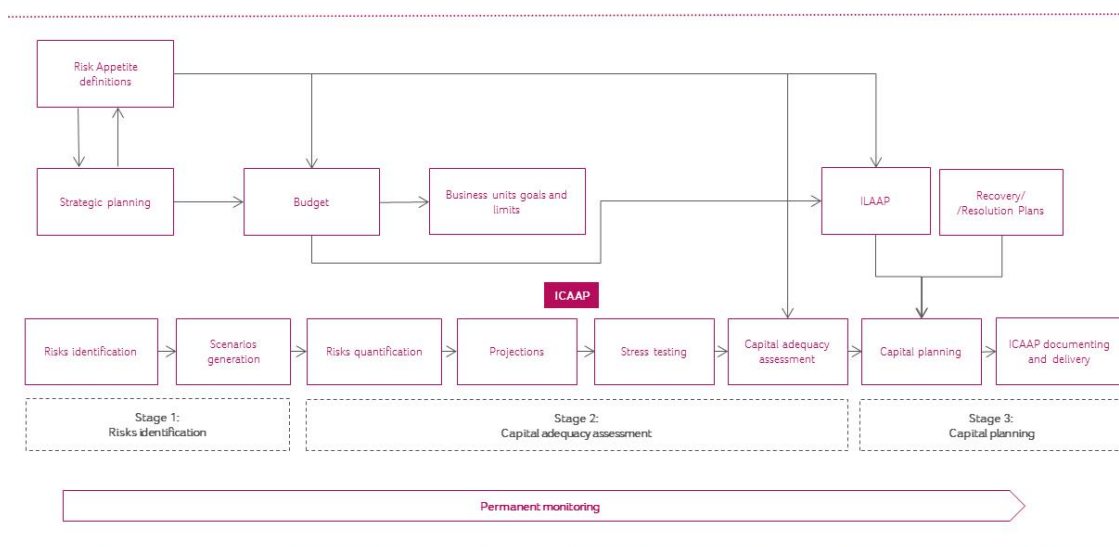 Risk Appetite
definitions
Strategic planning
Budget
Business units goals and
limits
ILAAP
Recovery/
/Resolution Plans
ICAAP
Risks identification
Scenarios
generation
Risks quantification
Projections
Stress testing
Capital adequacy
assessment
Capital planning
ICAAP documenting
and delivery
Stage 1:
Risks identification
Stage 2:
Capital adequacy assessment
Stage 3:
Capital planning
Permanent monitoring